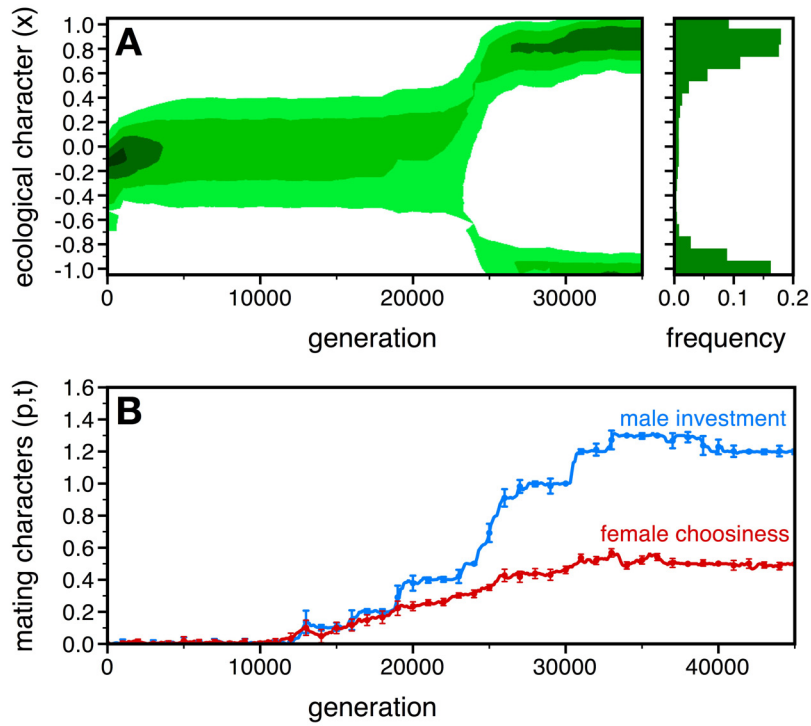 A
ecological character (x)
1.0
0.8
0.6
0.4
0.2
0.0
-0.2
-0.4
-0.6
-0.8
-1.0
0 10000 20000 30000
generation
0.0 0.1 0.2
frequency
B
mating characters (p,t)
1.6
1.4
1.2
1.0
0.8
0.6
0.4
0.2
0.0
male investment
female choosiness
0 10000 20000 30000 40000
generation